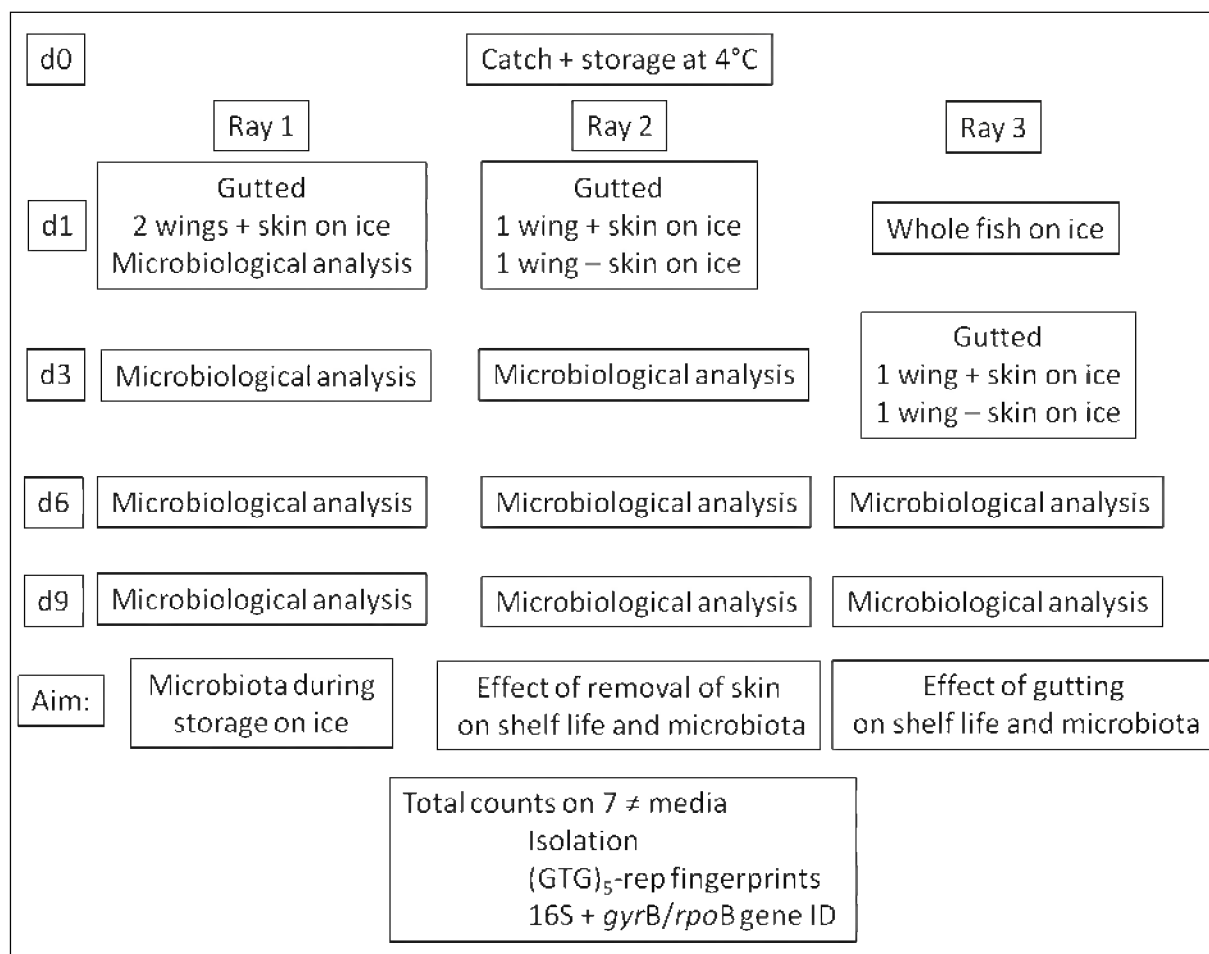 d0
Catch + storage at 4°C
Ray 1
Ray 2
Ray 3
d1
Gutted
2 wings + skin on ice
Microbiological analysis
Gutted
1 wing + skin on ice
1 wing – skin on ice
Whole fish on ice
d3
Microbiological analysis
Microbiological analysis
Gutted
1 wing + skin on ice
1 wing – skin on ice
d6
Microbiological analysis
Microbiological analysis
Microbiological analysis
d9
Microbiological analysis
Microbiological analysis
Microbiological analysis
Aim:
Microbiota during
storage on ice
Effect of removal of skin
on shelf life and microbiota
Effect of gutting
on shelf life and microbiota
Total counts on 7 ≠ media
Isolation
(GTG)₅-rep fingerprints
16S + gyrB/rpoB gene ID